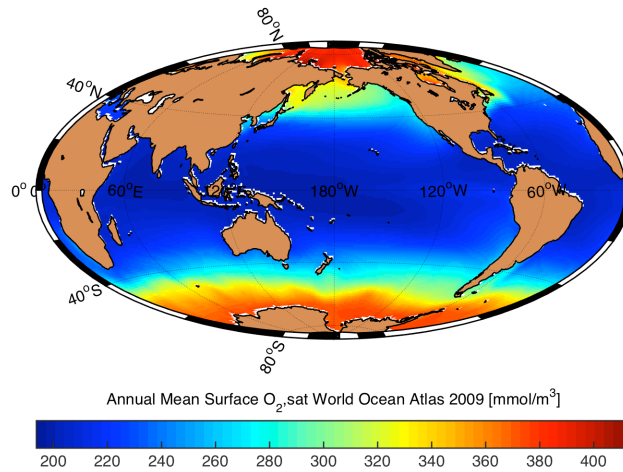 80°N
40°N
0°
60°E
120°E
180°W
120°W
60°W
40°S
80°S
Annual Mean Surface O2,sat World Ocean Atlas 2009 [mmol/m3]
200 220 240 260 280 300 320 340 360 380 400